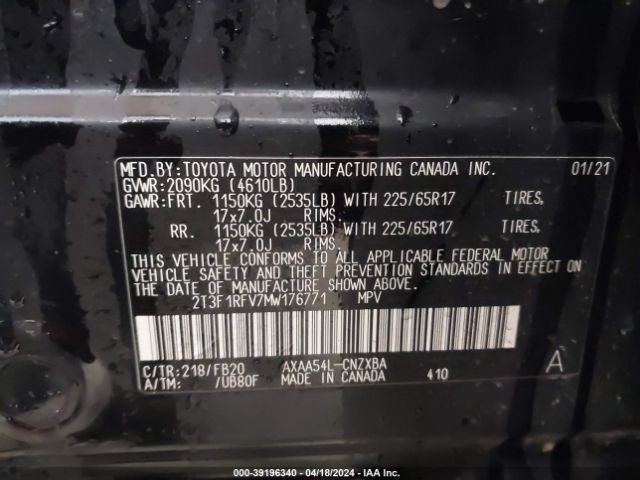 MFD.BY:TOYOTA MOTOR MANUFACTURING CANADA INC. 01/21
GVWR:2090KG (4610LB)
GAWR:FRT. 1150KG (2535LB) WITH 225/65R17 TIRES,
17x7.0J RIMS.
RR. 1150KG (2535LB) WITH 225/65R17 TIRES,
17x7.0J RIMS.
THIS VEHICLE CONFORMS TO ALL APPLICABLE FEDERAL MOTOR
VEHICLE SAFETY AND THEFT PREVENTION STANDARDS IN EFFECT ON
THE DATE OF MANUFACTURE SHOWN ABOVE.
2T3F1RFV7MW176771 MPV
C/TR:218/FB20 AXAA54L-CNZXBA A
A/TM: /UB80F MADE IN CANADA 410
000-39196340 - 04/18/2024 - IAA Inc.